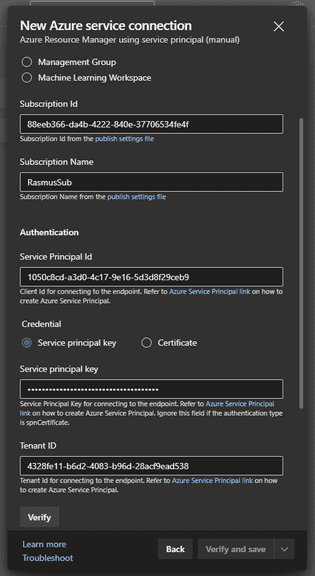 New Azure service connection
Azure Resource Manager using service principal (manual)
Management Group
Machine Learning Workspace
Subscription Id
88eeb366-da4b-4222-840e-37706534fe4f
Subscription Id from the publish settings file
Subscription Name
RasmusSub
Subscription Name from the publish settings file
Authentication
Service Principal Id
1050c8cd-a3d0-4c17-9e16-5d3d8f29ceb9
Client Id for connecting to the endpoint. Refer to Azure Service Principal link on how to
create Azure Service Principal.
Credential
Service principal key
Certificate
Service principal key
Service Principal Key for connecting to the endpoint. Refer to Azure Service Principal
link on how to create Azure Service Principal. Ignore this field if the authentication type
is spnCertificate.
Tenant ID
4328fe11-b6d2-4083-b96d-28acf9ead538
Tenant Id for connecting to the endpoint. Refer to Azure Service Principal link on how
to create Azure Service Principal.
Verify
Learn more
Troubleshoot
Back
Verify and save